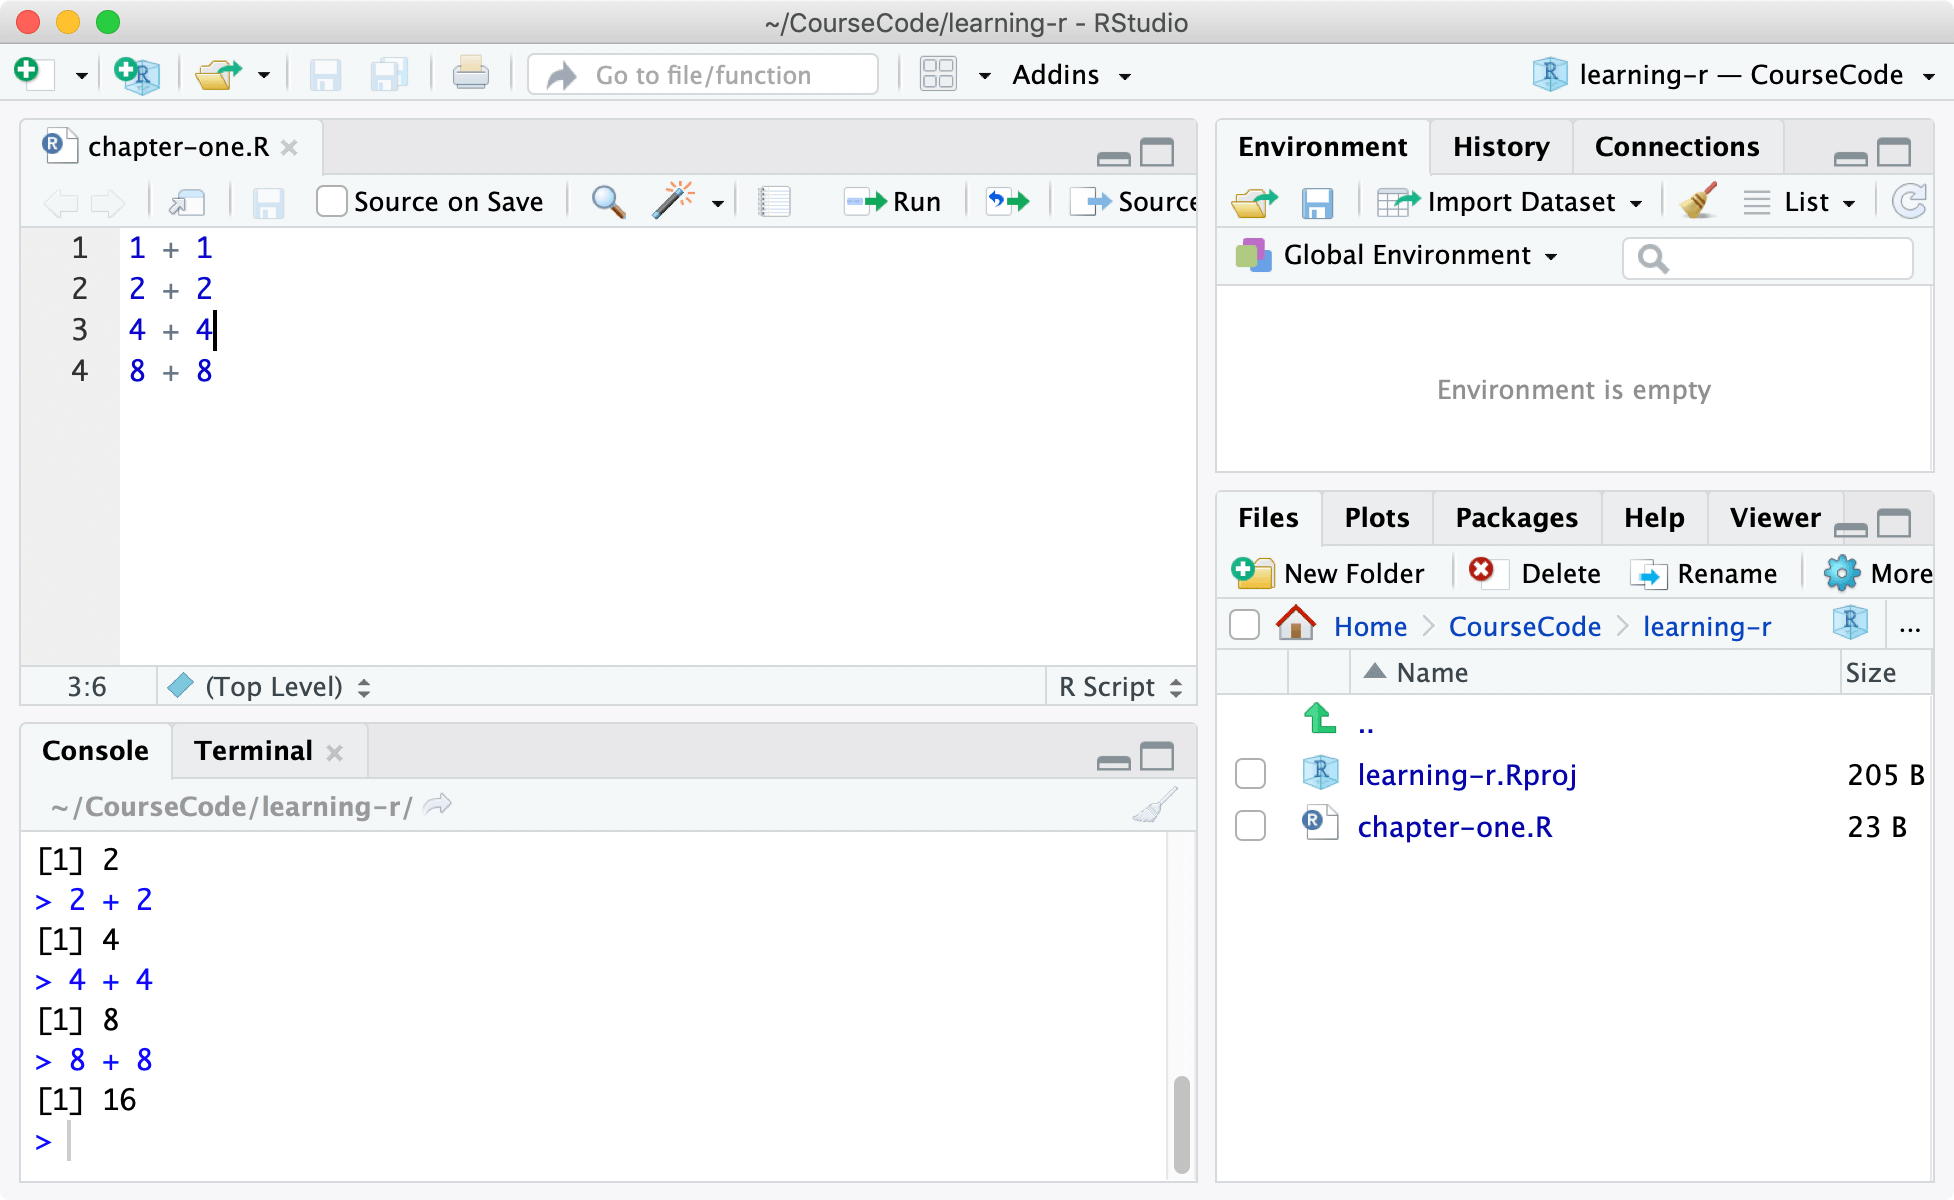 ~/CourseCode/learning-r - RStudio
Go to file/function
Addins
learning-r — CourseCode
chapter-one.R
Source on Save
Run
Source
1 1 + 1
2 2 + 2
3 4 + 4
4 8 + 8
3:6
(Top Level)
R Script
Console
Terminal
~/CourseCode/learning-r/
[1] 2
> 2 + 2
[1] 4
> 4 + 4
[1] 8
> 8 + 8
[1] 16
>
Environment
History
Connections
Import Dataset
List
Global Environment
Environment is empty
Files
Plots
Packages
Help
Viewer
New Folder
Delete
Rename
More
Home
CourseCode
learning-r
...
Name
Size
..
learning-r.Rproj 205 B
chapter-one.R 23 B